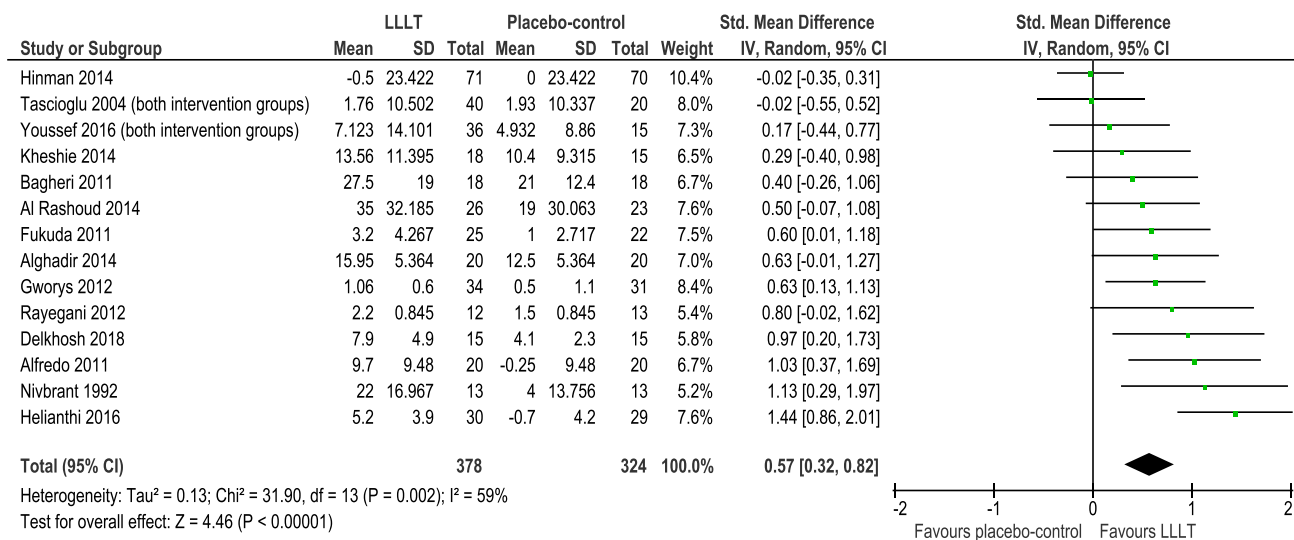 LLLT Placebo-control Std. Mean Difference Std. Mean Difference
Study or Subgroup Mean SD Total Mean SD Total Weight IV, Random, 95% CI IV, Random, 95% CI
Hinman 2014 -0.5 23.422 71 0 23.422 70 10.4% -0.02 [-0.35, 0.31]
Tascioglu 2004 (both intervention groups) 1.76 10.502 40 1.93 10.337 20 8.0% -0.02 [-0.55, 0.52]
Youssef 2016 (both intervention groups) 7.123 14.101 36 4.932 8.86 15 7.3% 0.17 [-0.44, 0.77]
Kheshie 2014 13.56 11.395 18 10.4 9.315 15 6.5% 0.29 [-0.40, 0.98]
Bagheri 2011 27.5 19 18 21 12.4 18 6.7% 0.40 [-0.26, 1.06]
Al Rashoud 2014 35 32.185 26 19 30.063 23 7.6% 0.50 [-0.07, 1.08]
Fukuda 2011 3.2 4.267 25 1 2.717 22 7.5% 0.60 [0.01, 1.18]
Alghadir 2014 15.95 5.364 20 12.5 5.364 20 7.0% 0.63 [-0.01, 1.27]
Gworys 2012 1.06 0.6 34 0.5 1.1 31 8.4% 0.63 [0.13, 1.13]
Rayegani 2012 2.2 0.845 12 1.5 0.845 13 5.4% 0.80 [-0.02, 1.62]
Delkhosh 2018 7.9 4.9 15 4.1 2.3 15 5.8% 0.97 [0.20, 1.73]
Alfredo 2011 9.7 9.48 20 -0.25 9.48 20 6.7% 1.03 [0.37, 1.69]
Nivbrant 1992 22 16.967 13 4 13.756 13 5.2% 1.13 [0.29, 1.97]
Helianthi 2016 5.2 3.9 30 -0.7 4.2 29 7.6% 1.44 [0.86, 2.01]
Total (95% CI) 378 324 100.0% 0.57 [0.32, 0.82]
Heterogeneity: Tau² = 0.13; Chi² = 31.90, df = 13 (P = 0.002); I² = 59%
Test for overall effect: Z = 4.46 (P < 0.00001)
-2 -1 0 1 2
Favours placebo-control Favours LLLT